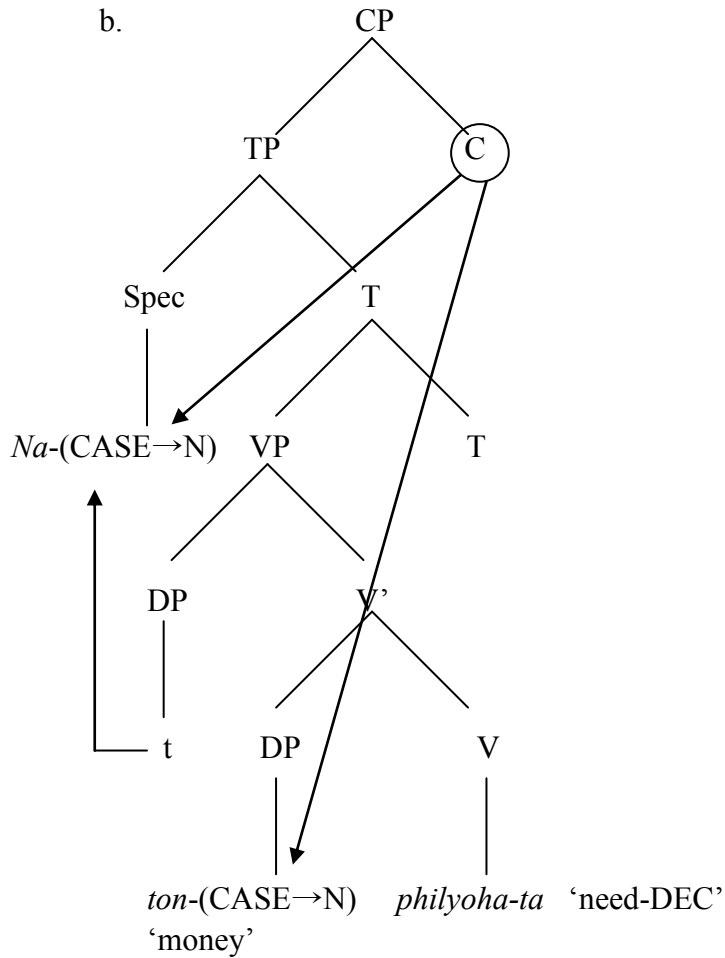 b. CP
TP C
Spec T
Na-(CASE→N) VP T
DP V’
t DP V
ton-(CASE→N) philyoha-ta ‘need-DEC’
‘money’